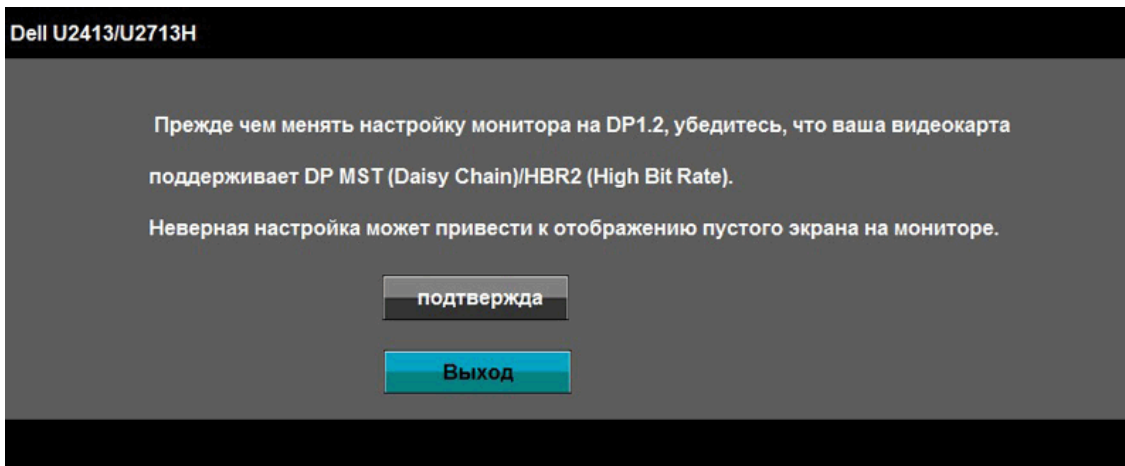 Dell U2413/U2713H
Прежде чем менять настройку монитора на DP1.2, убедитесь, что ваша видеокарта
поддерживает DP MST (Daisy Chain)/HBR2 (High Bit Rate).
Неверная настройка может привести к отображению пустого экрана на мониторе.
подтвержда
Выход